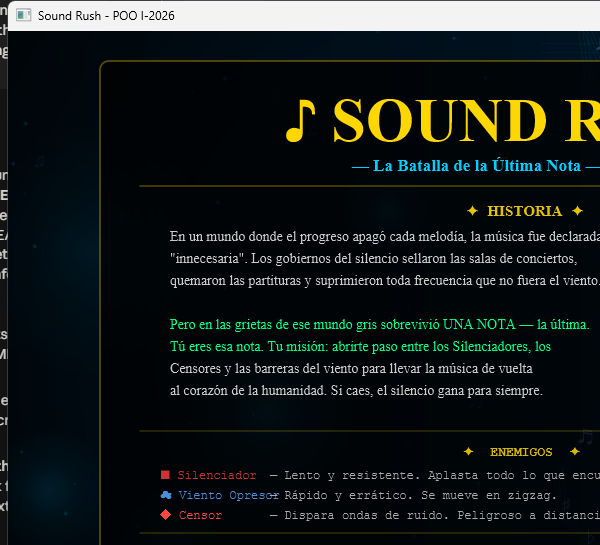 Sound Rush - POO I-2026
♪ SOUND R
— La Batalla de la Última Nota —
✦ HISTORIA ✦
En un mundo donde el progreso apagó cada melodía, la música fue declarada
"innecesaria". Los gobiernos del silencio sellaron las salas de conciertos,
quemaron las partituras y suprimieron toda frecuencia que no fuera el viento.
Pero en las grietas de ese mundo gris sobrevivió UNA NOTA — la última.
Tú eres esa nota. Tu misión: abrirte paso entre los Silenciadores, los
Censores y las barreras del viento para llevar la música de vuelta
al corazón de la humanidad. Si caes, el silencio gana para siempre.
✦ ENEMIGOS ✦
■ Silenciador — Lento y resistente. Aplasta todo lo que encu
♣ Viento Opresor — Rápido y errático. Se mueve en zigzag.
◆ Censor — Dispara ondas de ruido. Peligroso a distanci